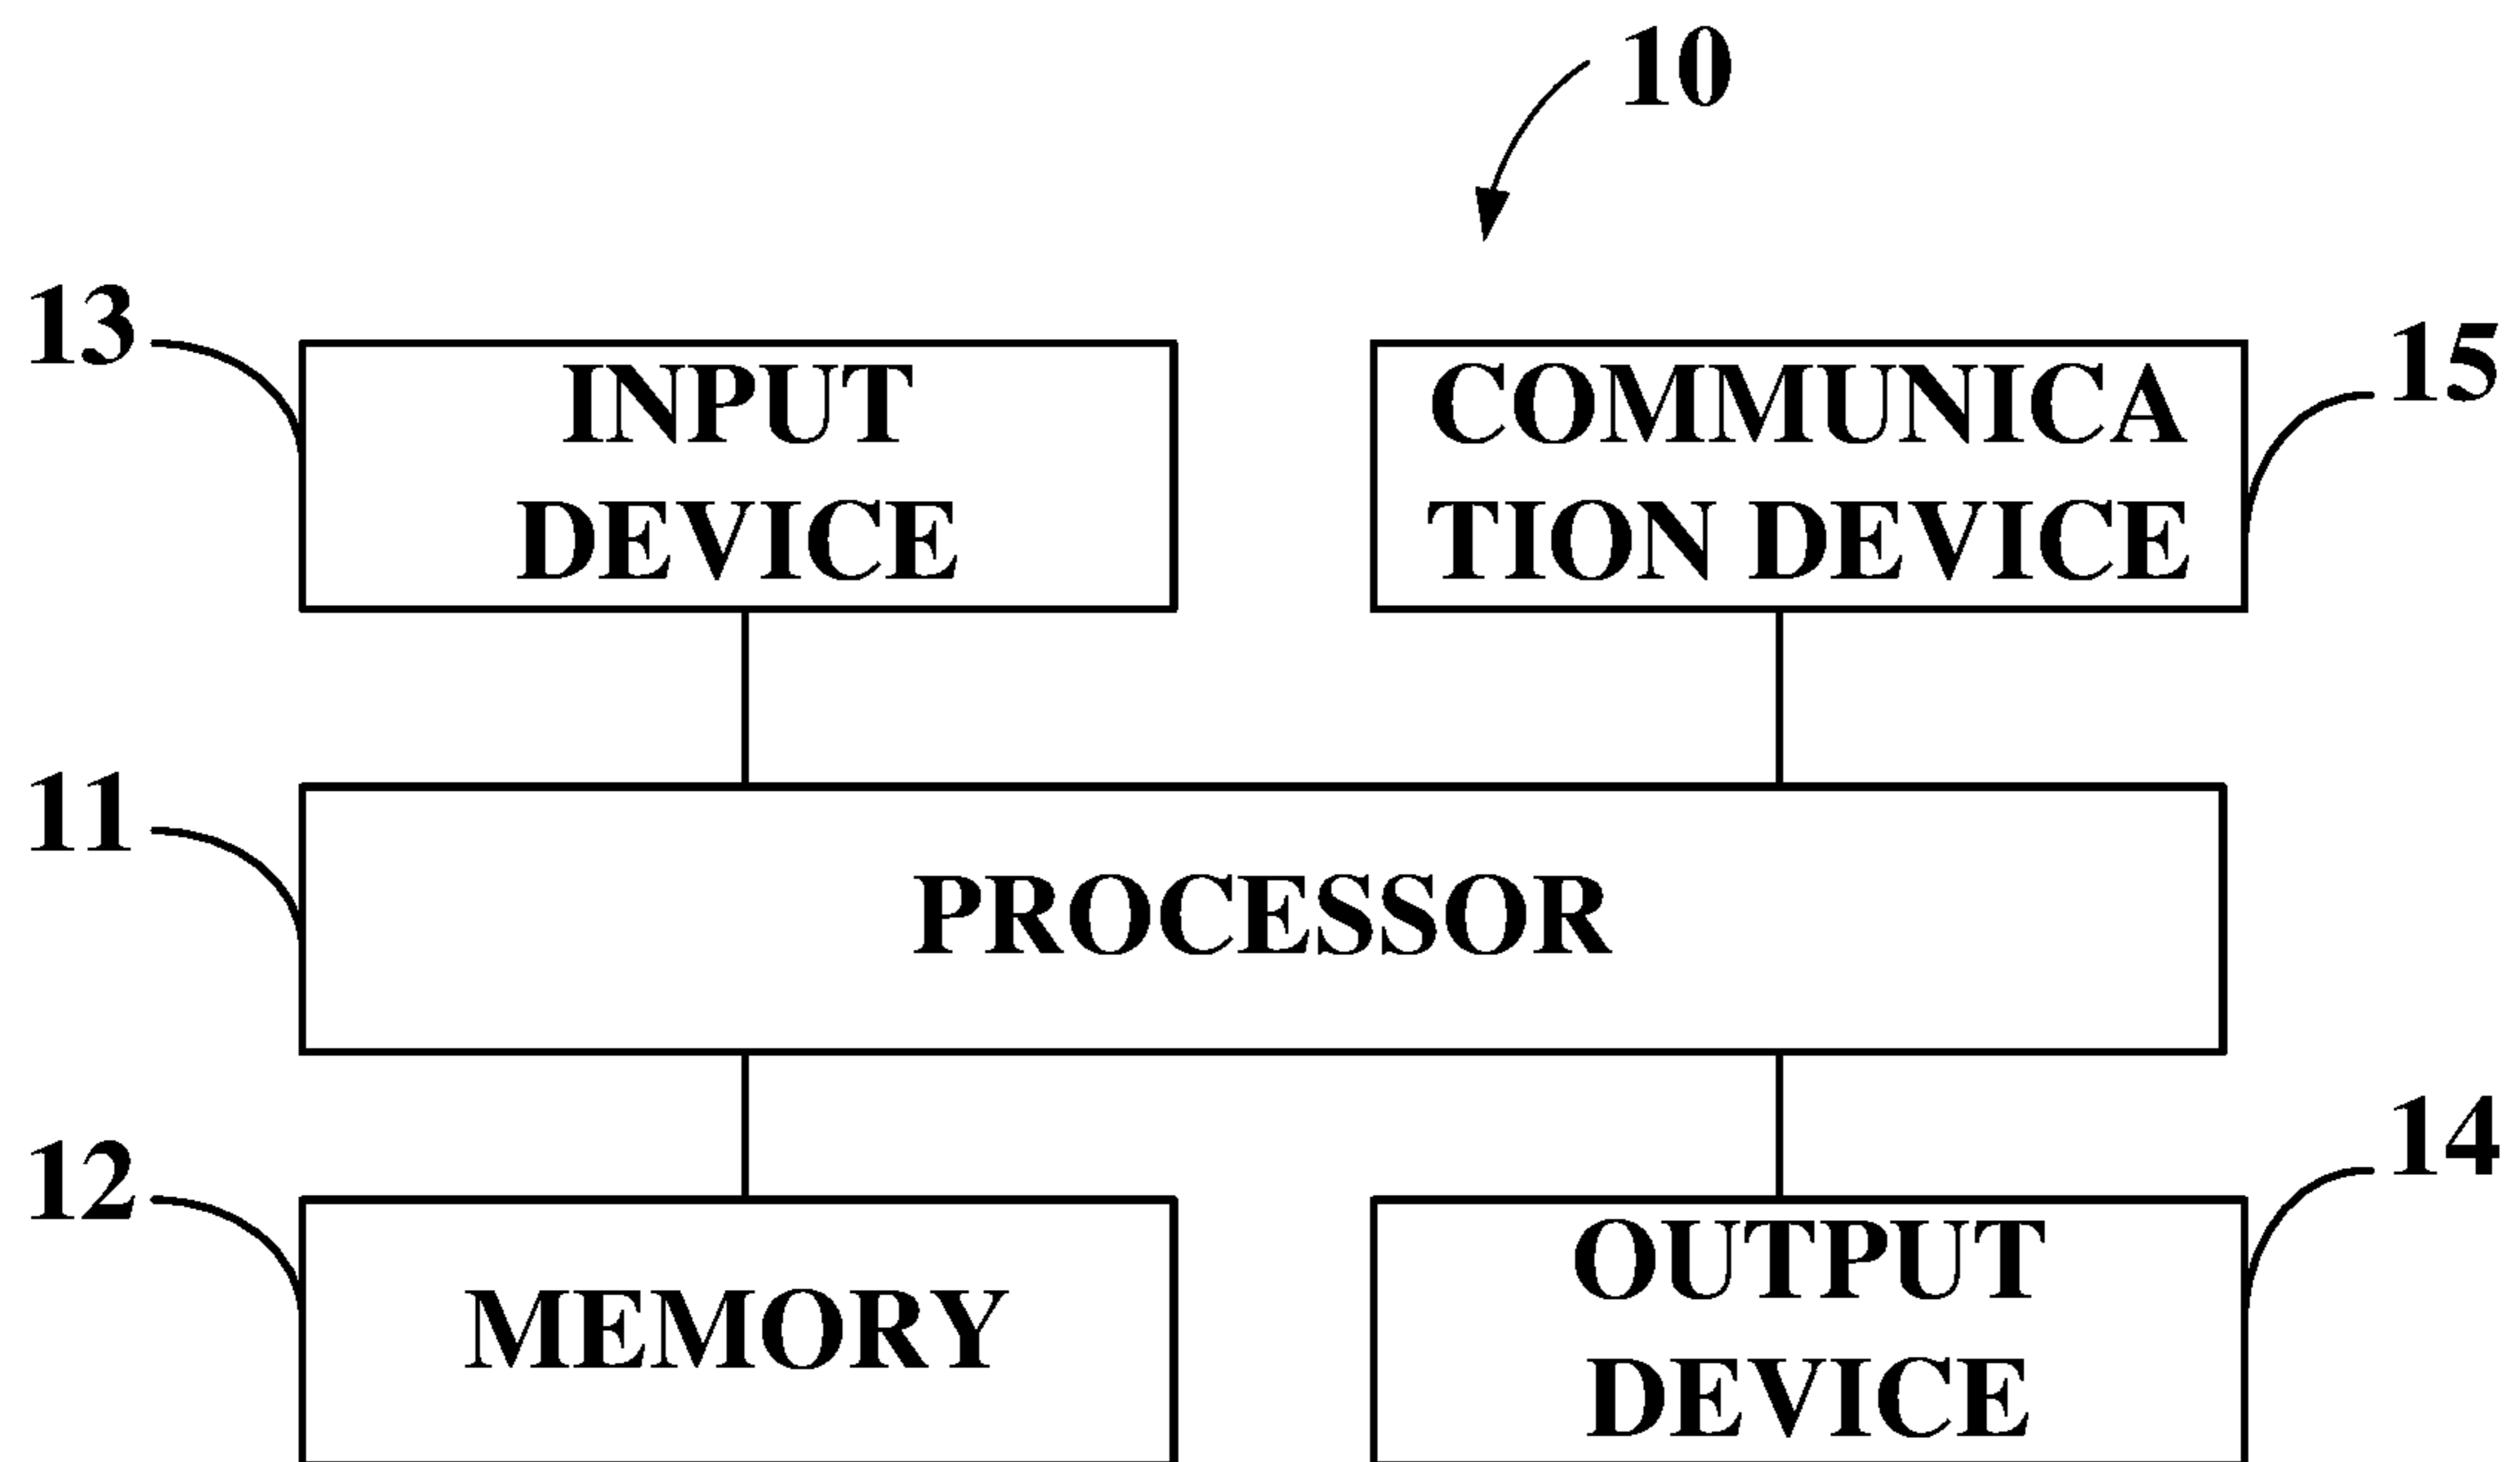 10
13
INPUT
DEVICE
COMMUNICA
TION DEVICE
15
11
PROCESSOR
12
MEMORY
OUTPUT
DEVICE
14